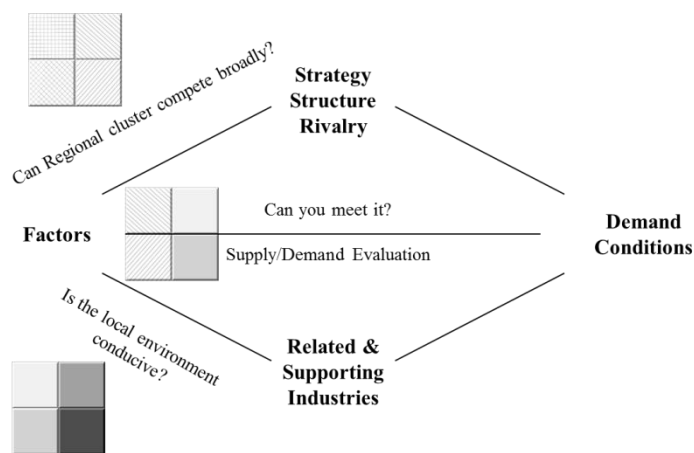 Can Regional cluster compete broadly?
Strategy
Structure
Rivalry
Factors
Can you meet it?
Supply/Demand Evaluation
Demand
Conditions
Is the local environment
conducive?
Related &
Supporting
Industries